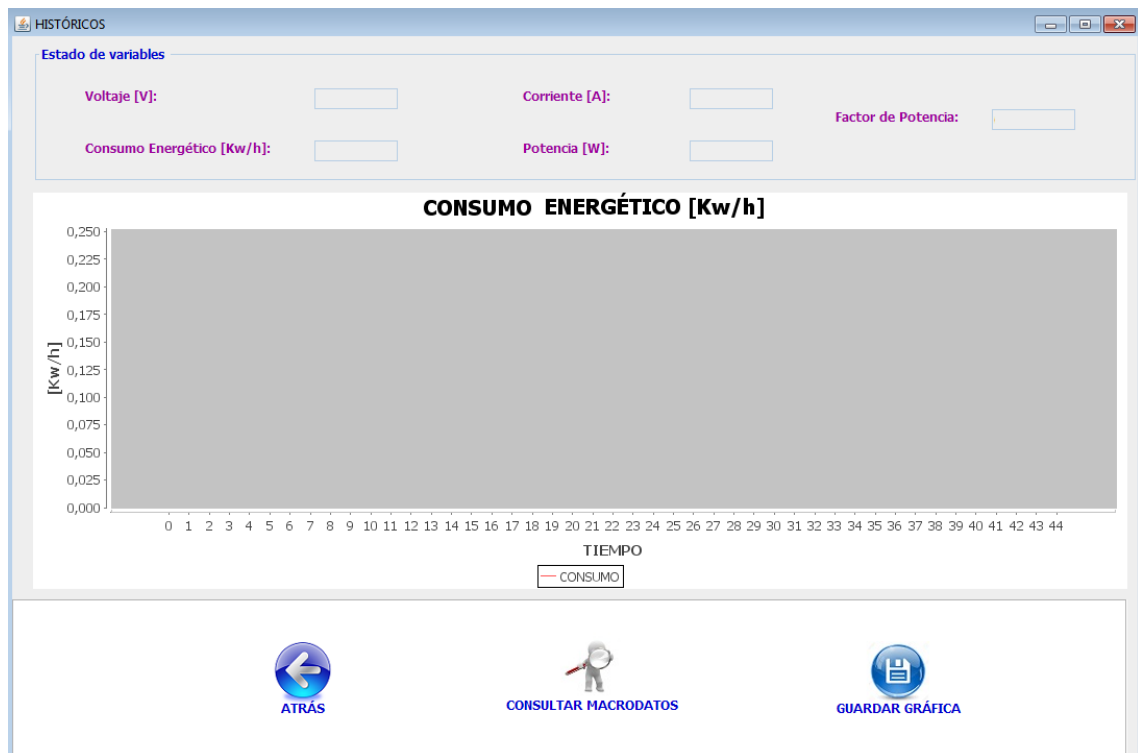 HISTÓRICOS
Estado de variables
Voltaje [V]:
Corriente [A]:
Factor de Potencia:
Consumo Energético [Kw/h]:
Potencia [W]:
CONSUMO ENERGÉTICO [Kw/h]
0,250
0,225
0,200
0,175
0,150
0,125
0,100
0,075
0,050
0,025
0,000
[Kw/h]
0 1 2 3 4 5 6 7 8 9 10 11 12 13 14 15 16 17 18 19 20 21 22 23 24 25 26 27 28 29 30 31 32 33 34 35 36 37 38 39 40 41 42 43 44
TIEMPO
CONSUMO
ATRÁS
CONSULTAR MACRODATOS
GUARDAR GRÁFICA